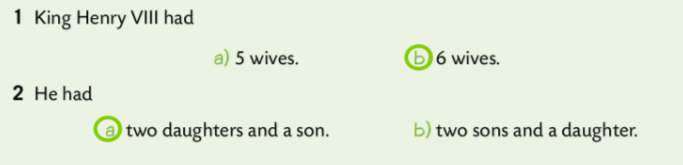 1 King Henry VIII had
a) 5 wives. b) 6 wives.
2 He had
a) two daughters and a son. b) two sons and a daughter.